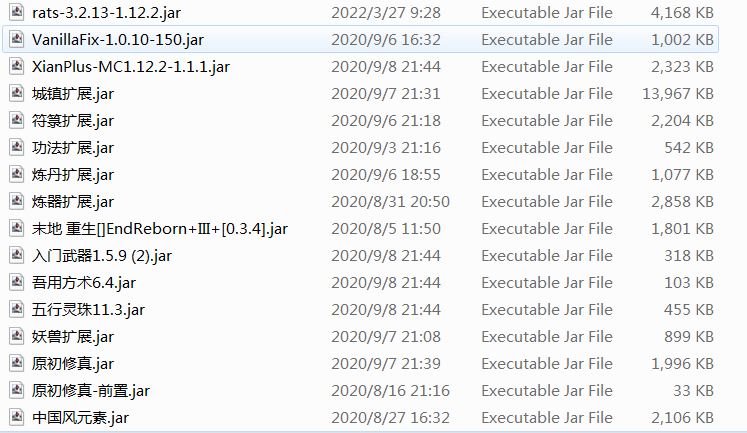 rats-3.2.13-1.12.2.jar 2022/3/27 9:28 Executable Jar File 4,168 KB
VanillaFix-1.0.10-150.jar 2020/9/6 16:32 Executable Jar File 1,002 KB
XianPlus-MC1.12.2-1.1.1.jar 2020/9/8 21:44 Executable Jar File 2,323 KB
城镇扩展.jar 2020/9/7 21:31 Executable Jar File 13,967 KB
符箓扩展.jar 2020/9/6 21:18 Executable Jar File 2,204 KB
功法扩展.jar 2020/9/3 21:16 Executable Jar File 542 KB
炼丹扩展.jar 2020/9/6 18:55 Executable Jar File 1,077 KB
炼器扩展.jar 2020/8/31 20:50 Executable Jar File 2,858 KB
末地 重生[]EndReborn+III+[0.3.4].jar 2020/8/5 11:50 Executable Jar File 1,801 KB
入门武器1.5.9 (2).jar 2020/9/8 21:44 Executable Jar File 318 KB
吾用方术6.4.jar 2020/9/8 21:44 Executable Jar File 103 KB
五行灵珠11.3.jar 2020/9/8 21:44 Executable Jar File 455 KB
妖兽扩展.jar 2020/9/7 21:08 Executable Jar File 899 KB
原初修真.jar 2020/9/7 21:39 Executable Jar File 1,996 KB
原初修真-前置.jar 2020/8/16 21:16 Executable Jar File 33 KB
中国风元素.jar 2020/8/27 16:32 Executable Jar File 2,106 KB